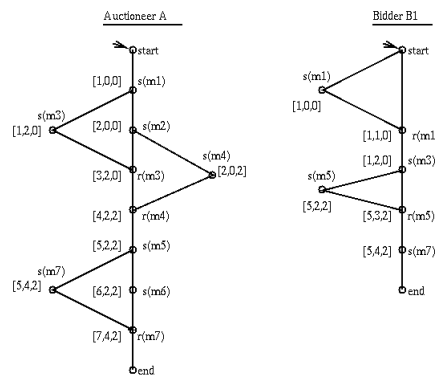 Auctioneer A
start
[1,0,0] s(m1)
s(m3)
[1,2,0]
[2,0,0] s(m2)
s(m4)
[2,0,2]
[3,2,0] r(m3)
[4,2,2] r(m4)
[5,2,2] s(m5)
s(m7)
[5,4,2]
[6,2,2] s(m6)
[7,4,2] r(m7)
end
Bidder B1
start
s(m1)
[1,0,0]
[1,1,0] r(m1
[1,2,0] s(m3)
s(m5)
[5,2,2]
[5,3,2] r(m5)
[5,4,2] s(m7)
end